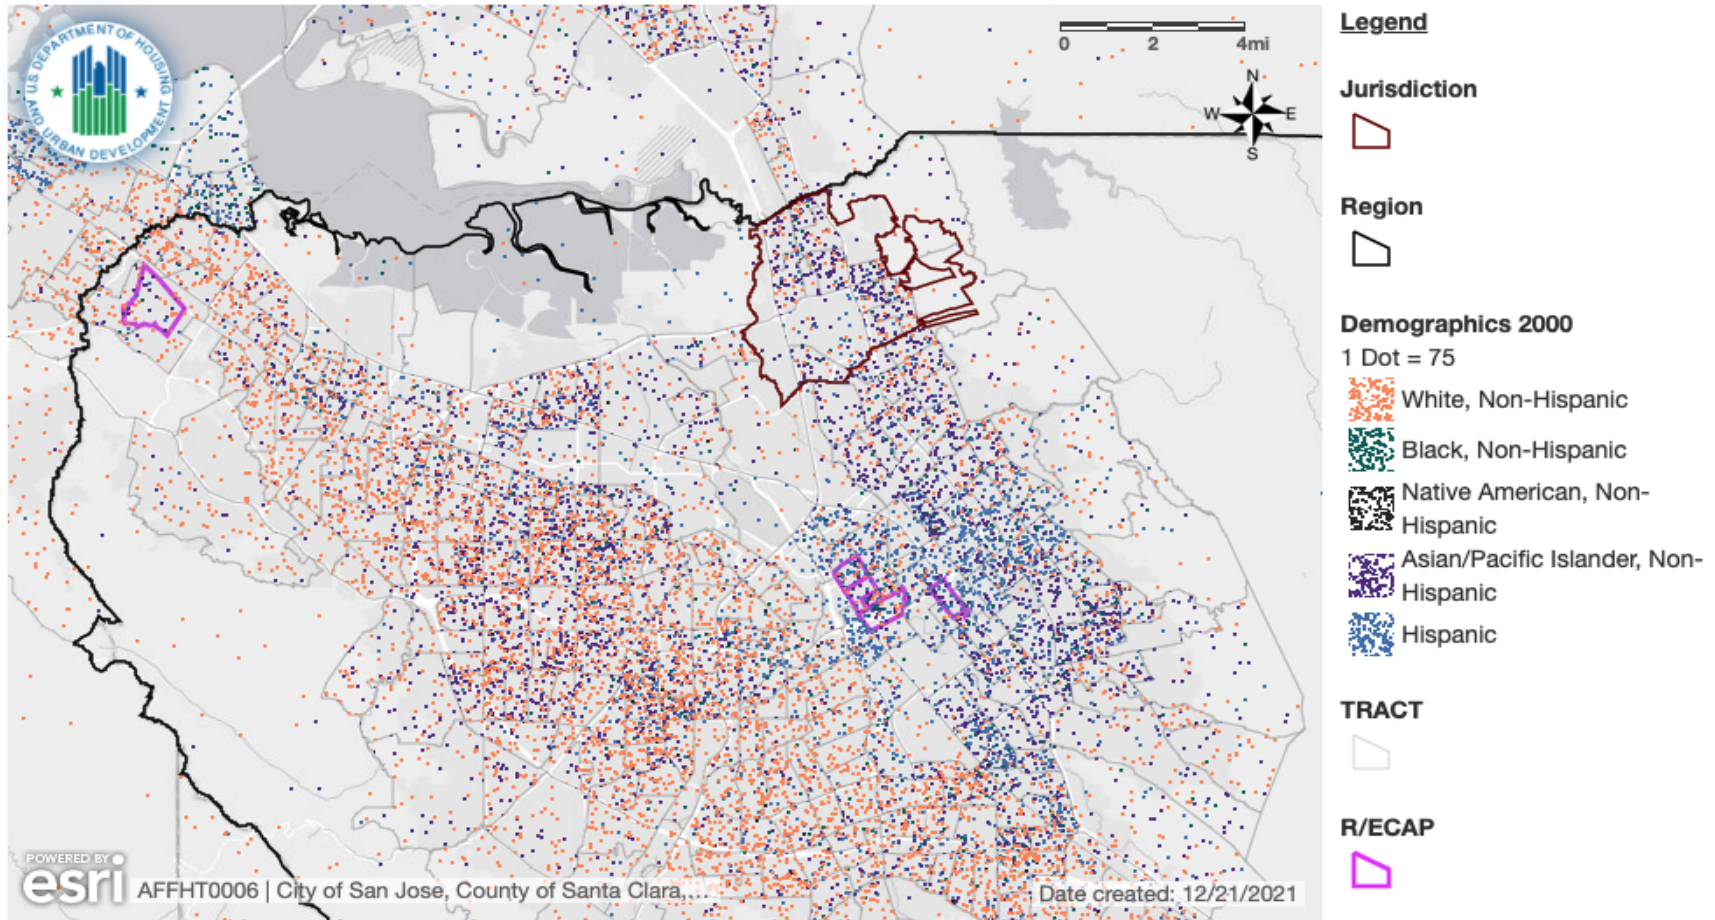 U.S. DEPARTMENT OF HOUSING
AND URBAN DEVELOPMENT
0 2 4mi
N
W E
S
POWERED BY
esri
AFFHT0006 | City of San Jose, County of Santa Clara,...
Date created: 12/21/2021
Legend
Jurisdiction
Region
Demographics 2000
1 Dot = 75
White, Non-Hispanic
Black, Non-Hispanic
Native American, Non-
Hispanic
Asian/Pacific Islander, Non-
Hispanic
Hispanic
TRACT
R/ECAP